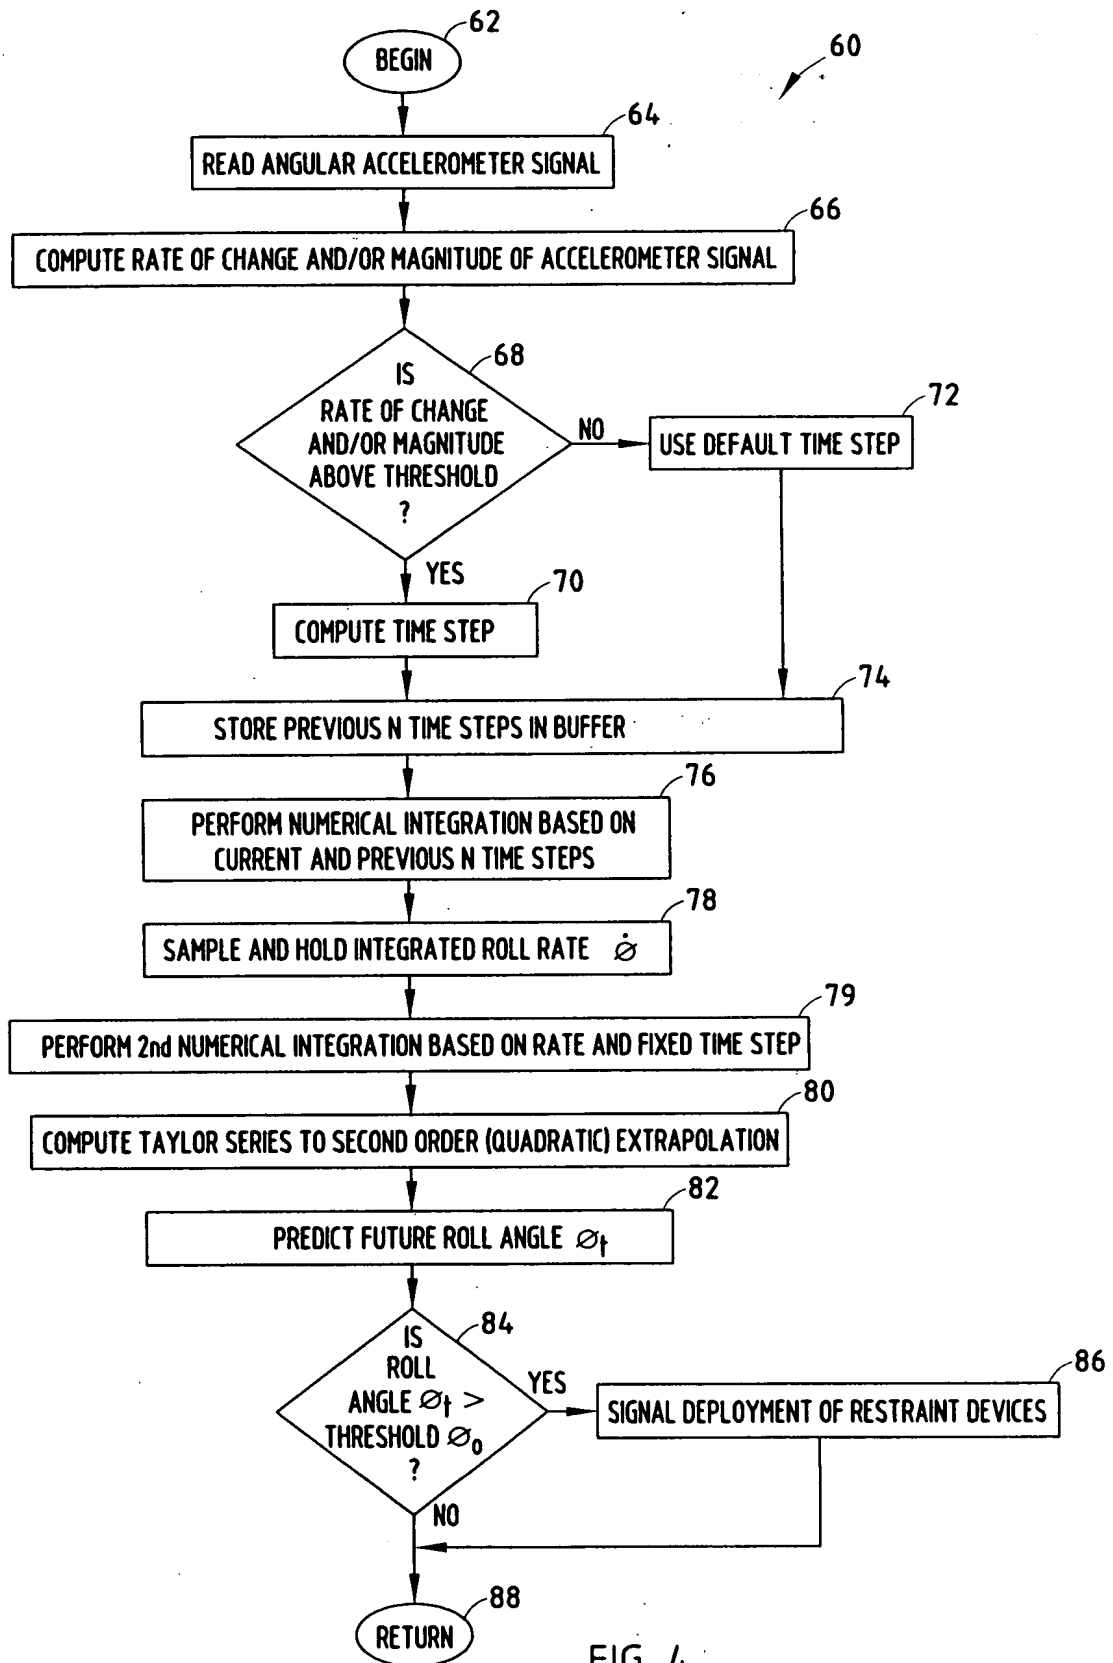 62
BEGIN
60
64
READ ANGULAR ACCELEROMETER SIGNAL
66
COMPUTE RATE OF CHANGE AND/OR MAGNITUDE OF ACCELEROMETER SIGNAL
68
IS
RATE OF CHANGE
AND/OR MAGNITUDE
ABOVE THRESHOLD
?
NO
72
USE DEFAULT TIME STEP
YES
70
COMPUTE TIME STEP
74
STORE PREVIOUS N TIME STEPS IN BUFFER
76
PERFORM NUMERICAL INTEGRATION BASED ON
CURRENT AND PREVIOUS N TIME STEPS
78
SAMPLE AND HOLD INTEGRATED ROLL RATE ∅̇
79
PERFORM 2nd NUMERICAL INTEGRATION BASED ON RATE AND FIXED TIME STEP
80
COMPUTE TAYLOR SERIES TO SECOND ORDER (QUADRATIC) EXTRAPOLATION
82
PREDICT FUTURE ROLL ANGLE ∅t
84
IS
ROLL
ANGLE ∅t >
THRESHOLD ∅o
?
YES
86
SIGNAL DEPLOYMENT OF RESTRAINT DEVICES
NO
88
RETURN
FIG. 4